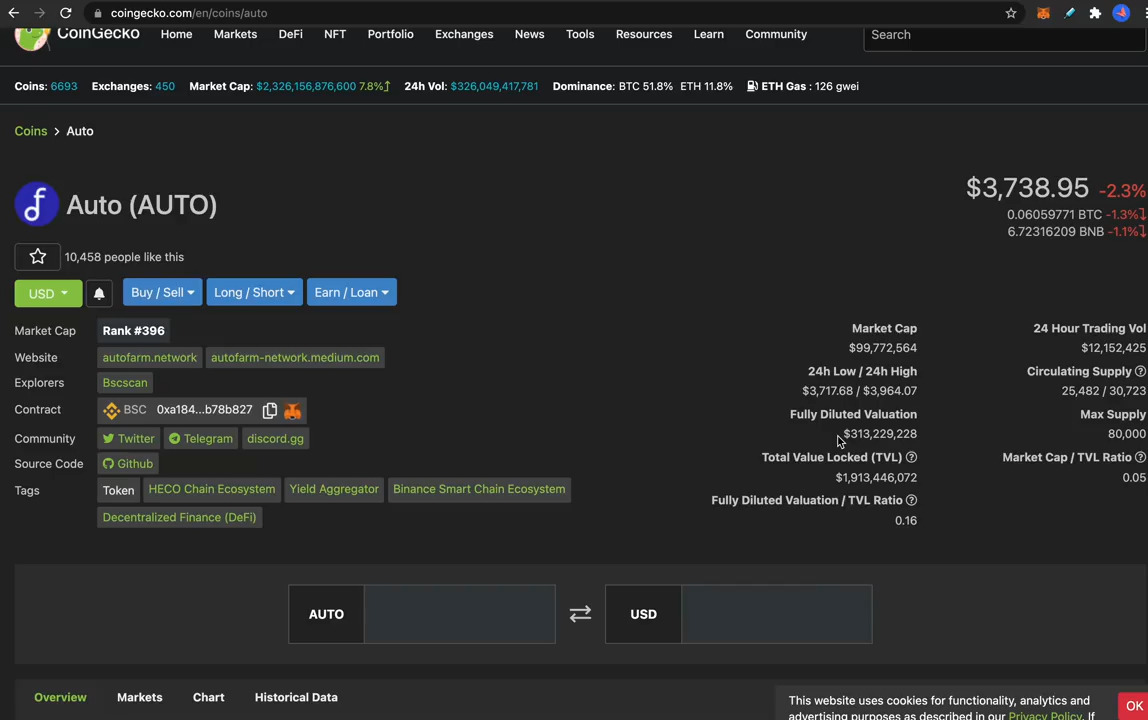 coingecko.com/en/coins/auto
CoinGecko Home Markets DeFi NFT Portfolio Exchanges News Tools Resources Learn Community Search
Coins: 6693 Exchanges: 450 Market Cap: $2,326,156,876,600 7.8% 24h Vol: $326,049,417,781 Dominance: BTC 51.8% ETH 11.8% ETH Gas : 126 gwei
Coins > Auto
Auto (AUTO)
$3,738.95 -2.3%
0.06059771 BTC -1.3%
6.72316209 BNB -1.1%
10,458 people like this
USD Buy / Sell Long / Short Earn / Loan
Market Cap Rank #396
Website autofarm.network autofarm-network.medium.com
Explorers Bscscan
Contract BSC 0xa184...b78b827
Community Twitter Telegram discord.gg
Source Code Github
Tags Token HECO Chain Ecosystem Yield Aggregator Binance Smart Chain Ecosystem
Decentralized Finance (DeFi)
Market Cap
$99,772,564
24h Low / 24h High
$3,717.68 / $3,964.07
Fully Diluted Valuation
$313,229,228
Total Value Locked (TVL)
$1,913,446,072
Fully Diluted Valuation / TVL Ratio
0.16
24 Hour Trading Vol
$12,152,425
Circulating Supply
25,482 / 30,723
Max Supply
80,000
Market Cap / TVL Ratio
0.05
AUTO USD
Overview Markets Chart Historical Data
This website uses cookies for functionality, analytics and
advertising purposes as described in our Privacy Policy. If
OK